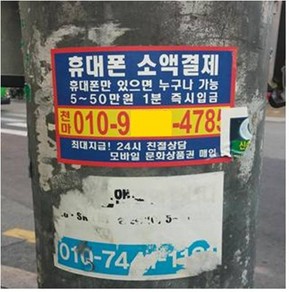 휴대폰 소액결제
휴대폰만 있으면 누구나 가능
5~50만원 1분 즉시입금
천마 010-9 -4785
최대지급! 24시 친절상담
모바일 문화상품권 매입